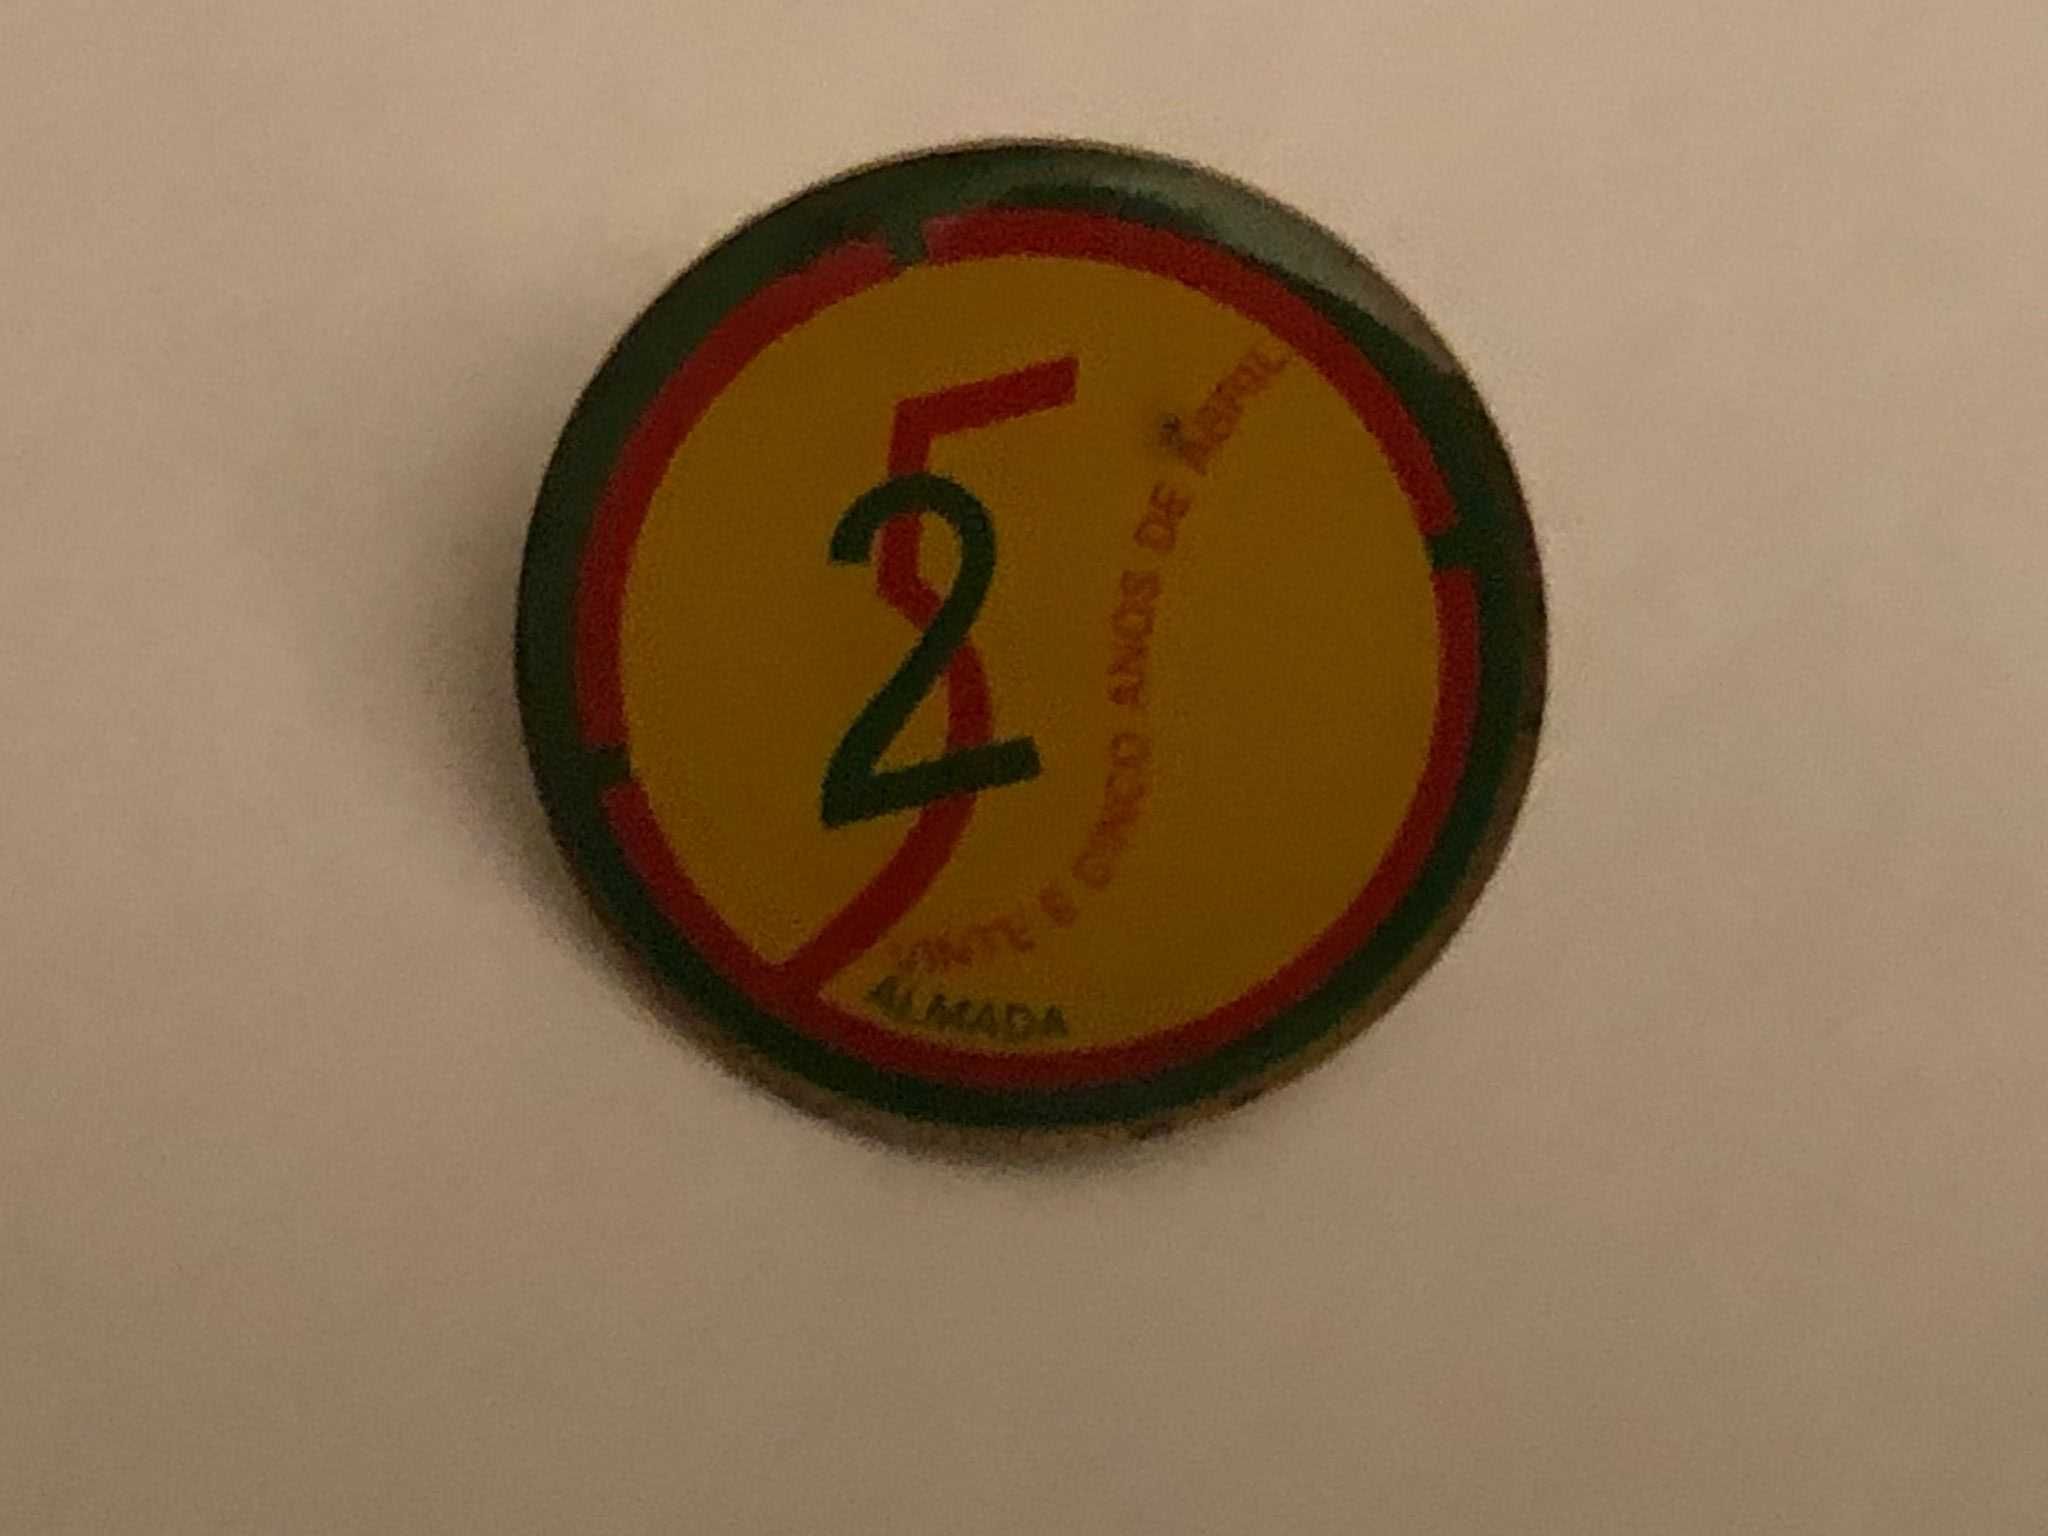 25
VINTE E CINCO ANOS DE ABRIL
ALMADA